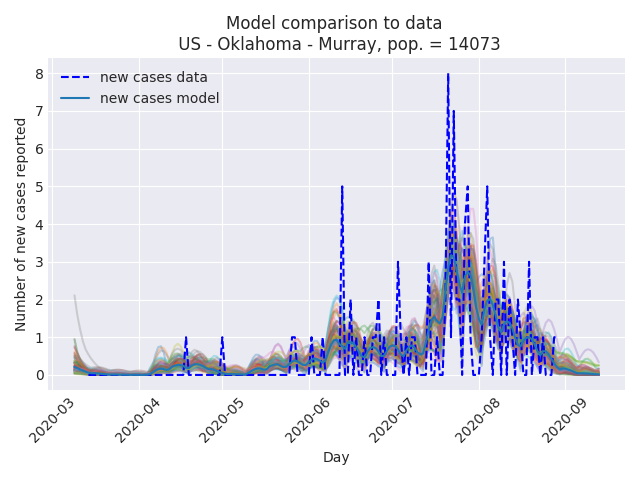 Model comparison to data
US - Oklahoma - Murray, pop. = 14073
new cases data
new cases model
Number of new cases reported
8
7
6
5
4
3
2
1
0
2020-03
2020-04
2020-05
2020-06
2020-07
2020-08
2020-09
Day